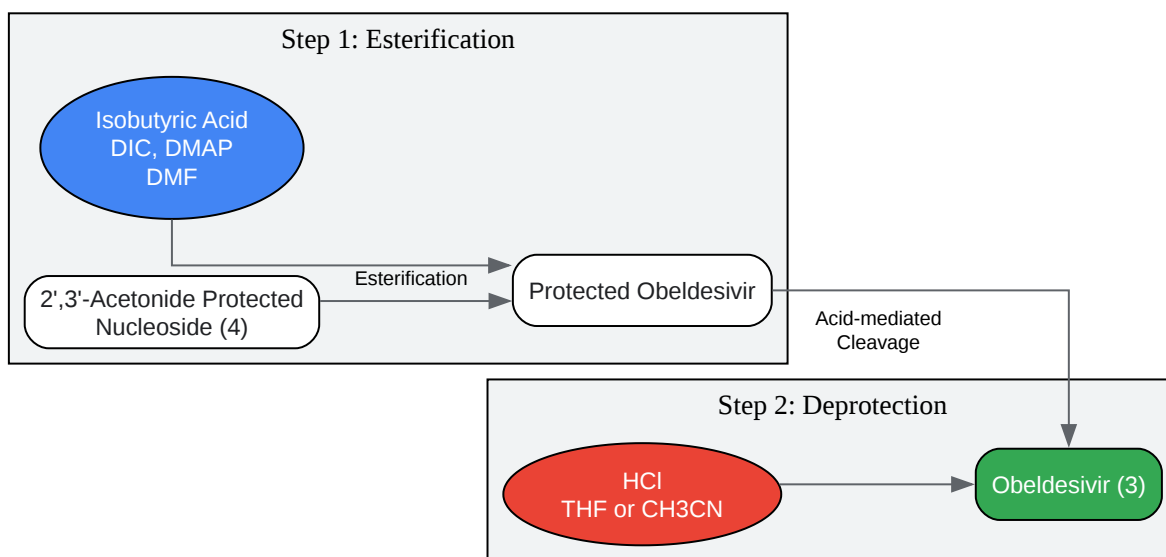 Step 1: Esterification
Isobutyric Acid
DIC, DMAP
DMF
Esterification
2',3'-Acetonide Protected
Nucleoside (4)
Protected Obeldesivir
Acid-mediated
Cleavage
Step 2: Deprotection
HCl
THF or CH3CN
Obeldesivir (3)